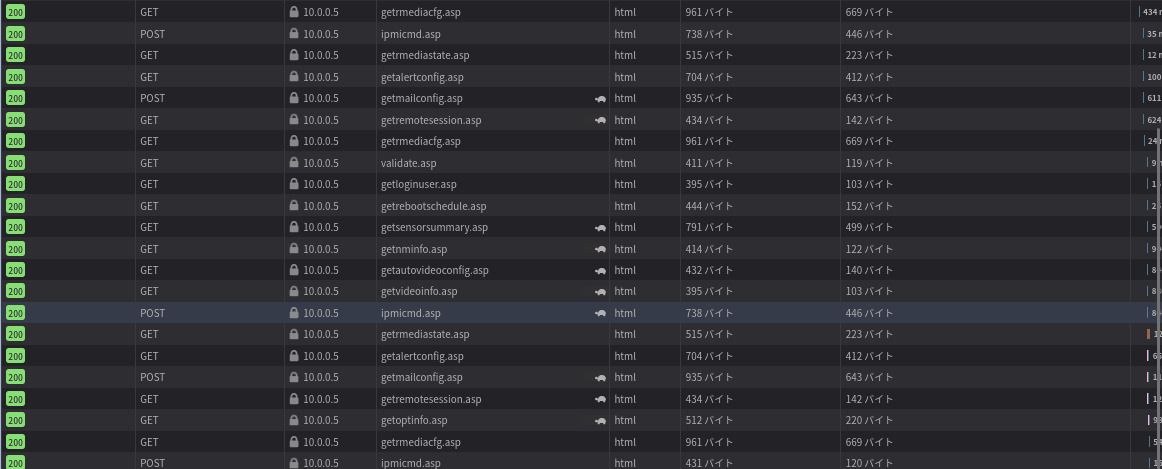 200 GET 10.0.0.5 getrmediacfg.asp html 961 バイト 669 バイト 434
200 POST 10.0.0.5 ipmicmd.asp html 738 バイト 446 バイト 35
200 GET 10.0.0.5 getrmediastate.asp html 515 バイト 223 バイト 12
200 GET 10.0.0.5 getalertconfig.asp html 704 バイト 412 バイト 100
200 POST 10.0.0.5 getmailconfig.asp html 935 バイト 643 バイト 611
200 GET 10.0.0.5 getremotesession.asp html 434 バイト 142 バイト 624
200 GET 10.0.0.5 getrmediacfg.asp html 961 バイト 669 バイト 24
200 GET 10.0.0.5 validate.asp html 411 バイト 119 バイト
200 GET 10.0.0.5 getloginuser.asp html 395 バイト 103 バイト
200 GET 10.0.0.5 getrebootschedule.asp html 444 バイト 152 バイト
200 GET 10.0.0.5 getsensorsummary.asp html 791 バイト 499 バイト
200 GET 10.0.0.5 getnminfo.asp html 414 バイト 122 バイト
200 GET 10.0.0.5 getautovideoconfig.asp html 432 バイト 140 バイト
200 GET 10.0.0.5 getvideoinfo.asp html 395 バイト 103 バイト
200 POST 10.0.0.5 ipmicmd.asp html 738 バイト 446 バイト
200 GET 10.0.0.5 getrmediastate.asp html 515 バイト 223 バイト
200 GET 10.0.0.5 getalertconfig.asp html 704 バイト 412 バイト
200 POST 10.0.0.5 getmailconfig.asp html 935 バイト 643 バイト
200 GET 10.0.0.5 getremotesession.asp html 434 バイト 142 バイト
200 GET 10.0.0.5 getoptinfo.asp html 512 バイト 220 バイト
200 GET 10.0.0.5 getrmediacfg.asp html 961 バイト 669 バイト
200 POST 10.0.0.5 ipmicmd.asp html 431 バイト 120 バイト